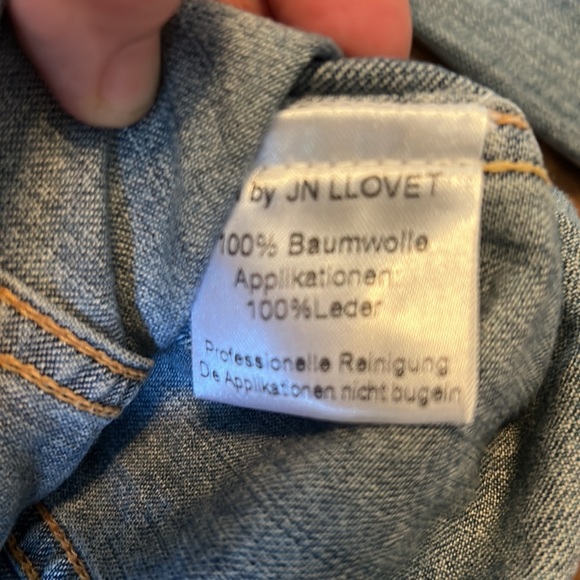 by JN LLOVET
100% Baumwolle
Applikationen:
100%Leder
Professionelle Reinigung
Die Applikationen nicht bugeln